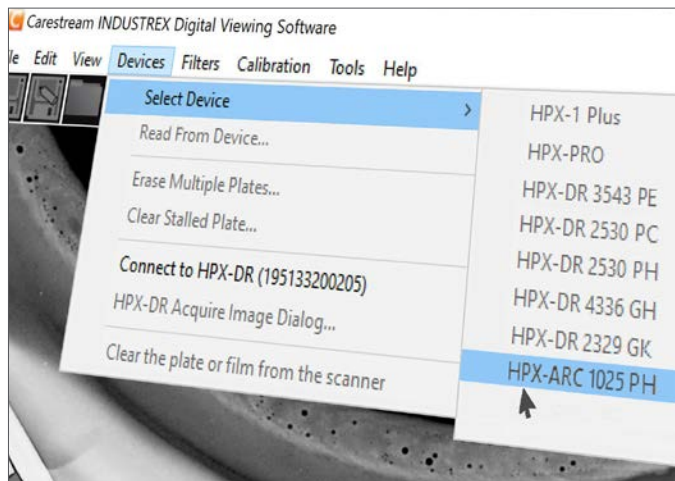 Carestream INDUSTREX Digital Viewing Software
le Edit View Devices Filters Calibration Tools Help
Select Device >
Read From Device...
Erase Multiple Plates...
Clear Stalled Plate...
Connect to HPX-DR (195133200205)
HPX-DR Acquire Image Dialog...
Clear the plate or film from the scanner
HPX-1 Plus
HPX-PRO
HPX-DR 3543 PE
HPX-DR 2530 PC
HPX-DR 2530 PH
HPX-DR 4336 GH
HPX-DR 2329 GK
HPX-ARC 1025 PH